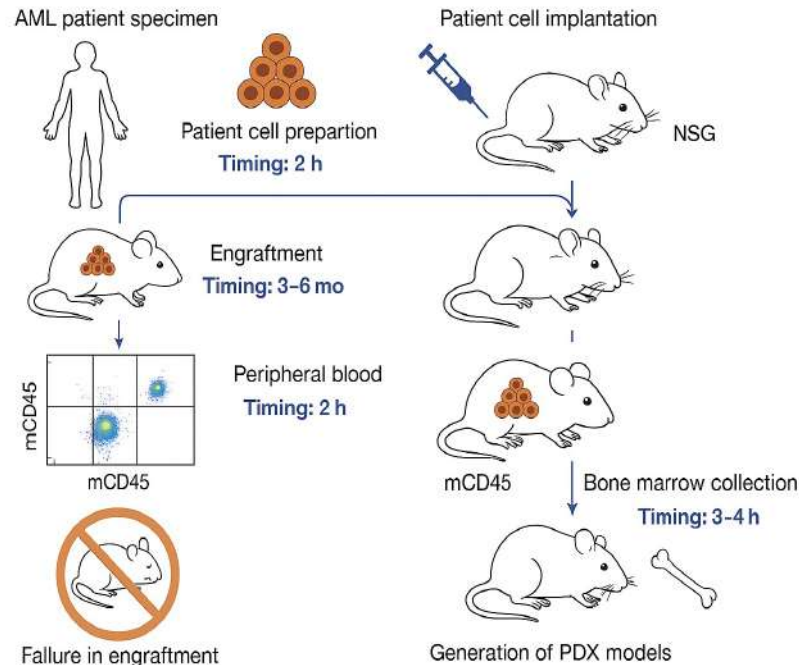 AML patient specimen
Patient cell prepartion
Timing: 2 h
Patient cell implantation
NSG
Engraftment
Timing: 3–6 mo
mCD45
mCD45
Peripheral blood
Timing: 2 h
mCD45
Bone marrow collection
Timing: 3-4 h
Failure in engraftment
Generation of PDX models